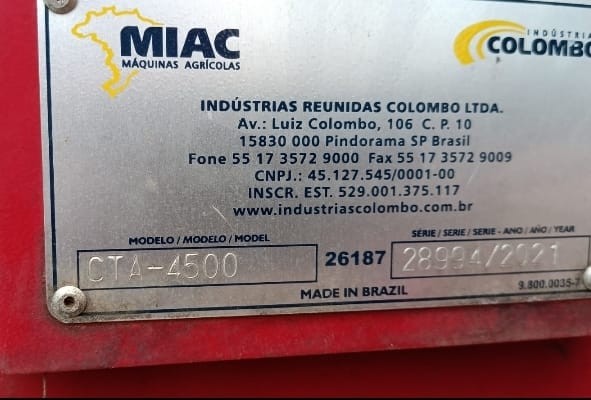 MIAC
MÁQUINAS AGRÍCOLAS
INDÚSTRIA
COLOMBO
INDÚSTRIAS REUNIDAS COLOMBO LTDA.
Av.: Luiz Colombo, 106 C. P. 10
15830 000 Pindorama SP Brasil
Fone 55 17 3572 9000 Fax 55 17 3572 9009
CNPJ.: 45.127.545/0001-00
INSCR. EST. 529.001.375.117
www.industriascolombo.com.br
MODELO / MODELO / MODEL
SÉRIE / SERIE / SERIE - ANO / AÑO / YEAR
CTA-4500
26187
28994/2021
MADE IN BRAZIL
9.800.0035-7